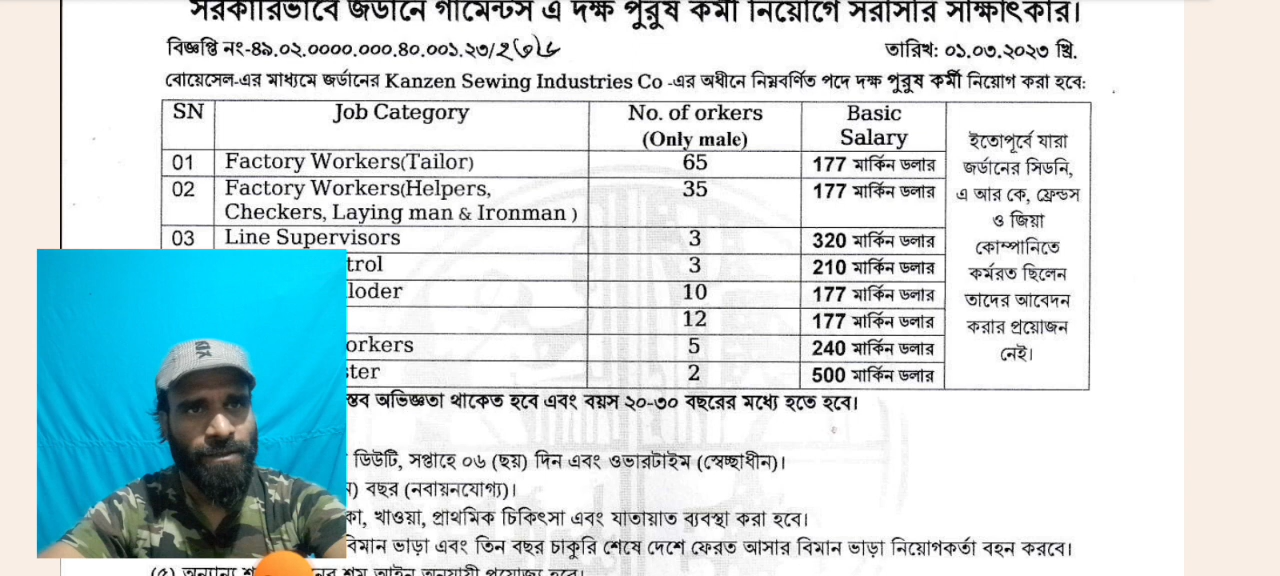 সরকারিভাবে জর্ডানে গার্মেন্টস এ দক্ষ পুরুষ কর্মী নিয়োগে সরাসরি সাক্ষাৎকার।
বিজ্ঞপ্তি নং-৪৯.০২.০০০০.০০০.৪০.০০১.২৩/
তারিখ: ০১.০৩.২০২৩ খ্রি.
বোয়েসেল-এর মাধ্যমে জর্ডানের Kanzen Sewing Industries Co -এর অধীনে নিম্নবর্ণিত পদে দক্ষ পুরুষ কর্মী নিয়োগ করা হবে:
SN Job Category No. of orkers (Only male) Basic Salary
01 Factory Workers(Tailor) 65 177 মার্কিন ডলার
02 Factory Workers(Helpers, 35 177 মার্কিন ডলার
Checkers, Laying man & Ironman )
03 Line Supervisors 3 320 মার্কিন ডলার
trol 3 210 মার্কিন ডলার
loder 10 177 মার্কিন ডলার
12 177 মার্কিন ডলার
orkers 5 240 মার্কিন ডলার
ster 2 500 মার্কিন ডলার
ইতোপূর্বে যারা
জর্ডানের সিডনি,
এ আর কে, ফ্রেন্ডস
ও জিয়া
কোম্পানিতে
কর্মরত ছিলেন
তাদের আবেদন
করার প্রয়োজন
নেই।
অভিজ্ঞতা থাকেত হবে এবং বয়স ২০-৩০ বছরের মধ্যে হতে হবে।
ডিউটি, সপ্তাহে ০৬ (ছয়) দিন এবং ওভারটাইম (স্বেচ্ছাধীন)।
বছর (নবায়নযোগ্য)।
কা, খাওয়া, প্রাথমিক চিকিৎসা এবং যাতায়াত ব্যবস্থা করা হবে।
বিমান ভাড়া এবং তিন বছর চাকুরি শেষে দেশে ফেরত আসার বিমান ভাড়া নিয়োগকর্তা বহন করবে।
(৫) অন্যান্য শ নের শ্রম আইন অনুযায়ী প্রযোজ্য হবে।